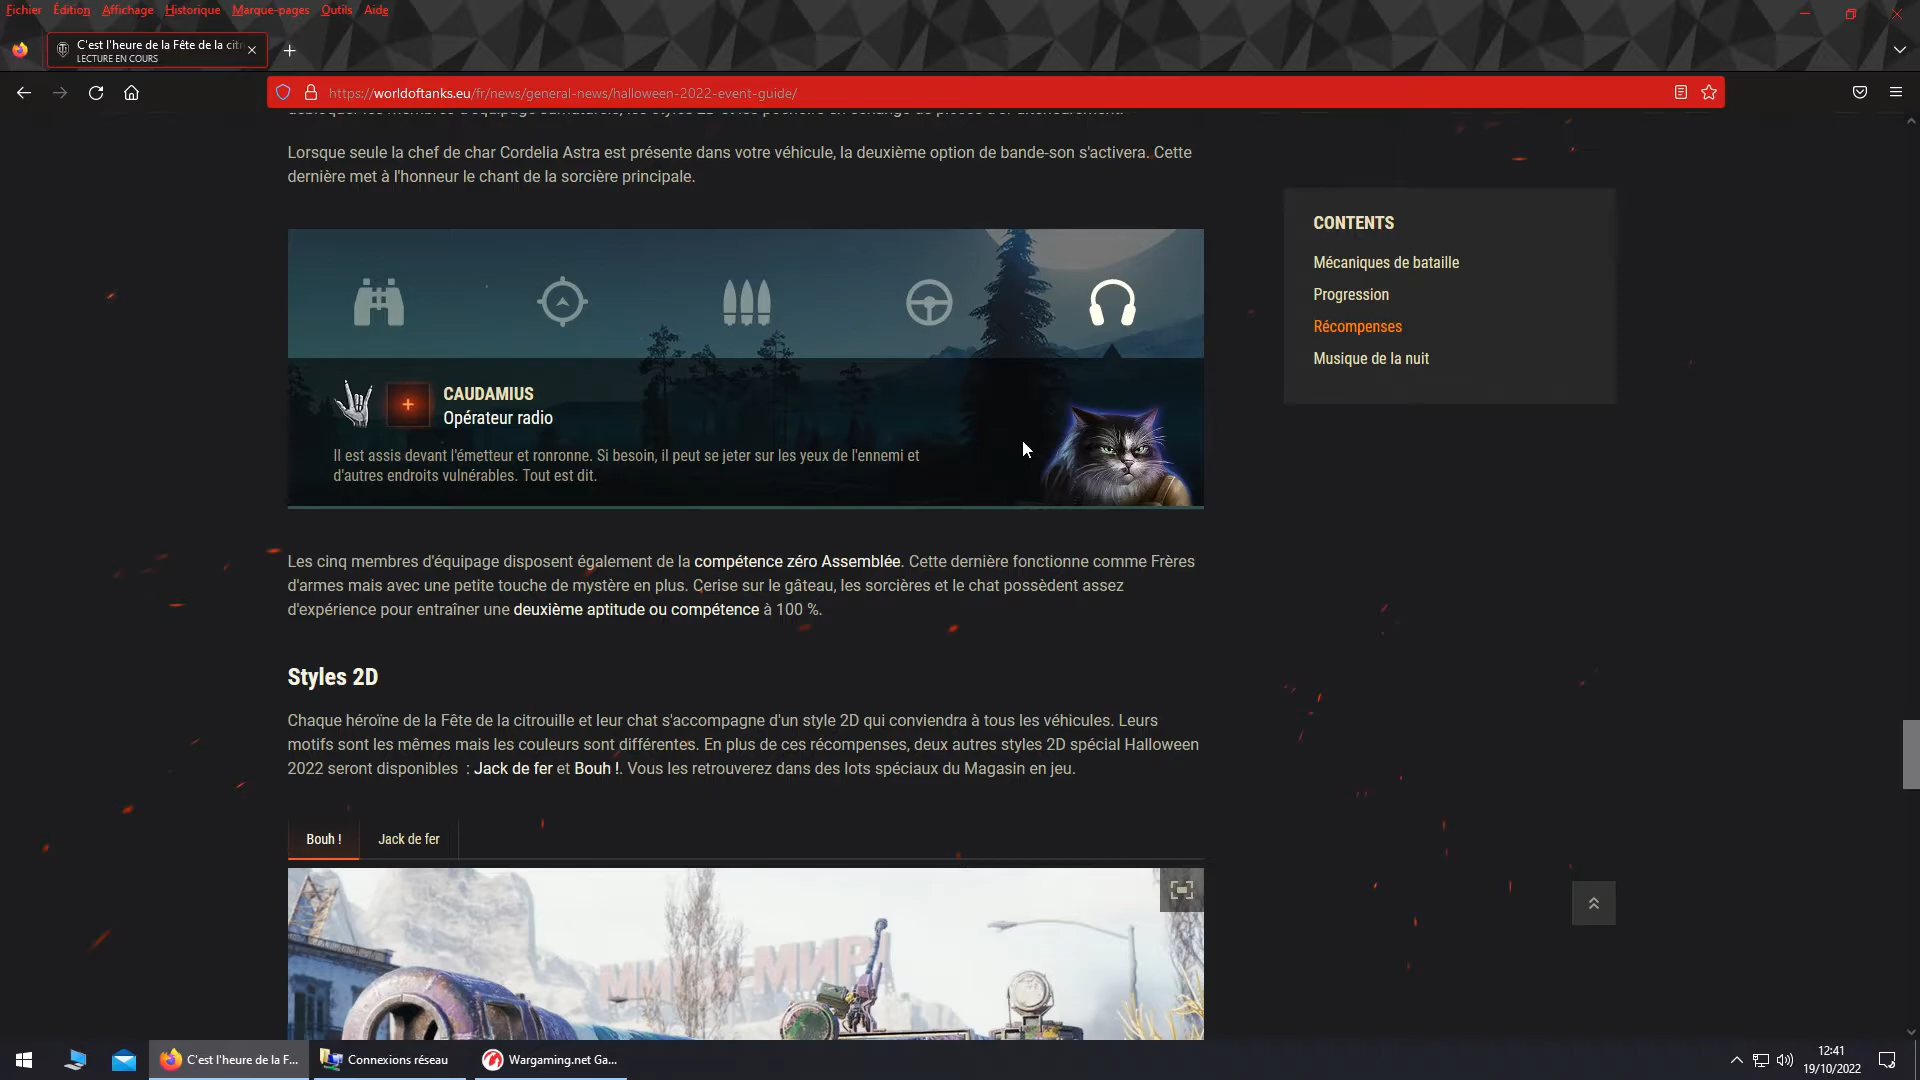 Fichier Édition Affichage Historique Marque-pages Outils Aide
C'est l'heure de la Fête de la citr
LECTURE EN COURS
https://worldoftanks.eu/fr/news/general-news/halloween-2022-event-guide/
Lorsque seule la chef de char Cordelia Astra est présente dans votre véhicule, la deuxième option de bande-son s'activera. Cette
dernière met à l'honneur le chant de la sorcière principale.
CONTENTS
Mécaniques de bataille
Progression
Récompenses
Musique de la nuit
CAUDAMIUS
Opérateur radio
Il est assis devant l'émetteur et ronronne. Si besoin, il peut se jeter sur les yeux de l'ennemi et
d'autres endroits vulnérables. Tout est dit.
Les cinq membres d'équipage disposent également de la compétence zéro Assemblée. Cette dernière fonctionne comme Frères
d'armes mais avec une petite touche de mystère en plus. Cerise sur le gâteau, les sorcières et le chat possèdent assez
d'expérience pour entraîner une deuxième aptitude ou compétence à 100 %.
Styles 2D
Chaque héroïne de la Fête de la citrouille et leur chat s'accompagne d'un style 2D qui conviendra à tous les véhicules. Leurs
motifs sont les mêmes mais les couleurs sont différentes. En plus de ces récompenses, deux autres styles 2D spécial Halloween
2022 seront disponibles : Jack de fer et Bouh !. Vous les retrouverez dans des lots spéciaux du Magasin en jeu.
Bouh ! Jack de fer
C'est l'heure de la F... Connexions réseau Wargaming.net Ga...
12:41
19/10/2022